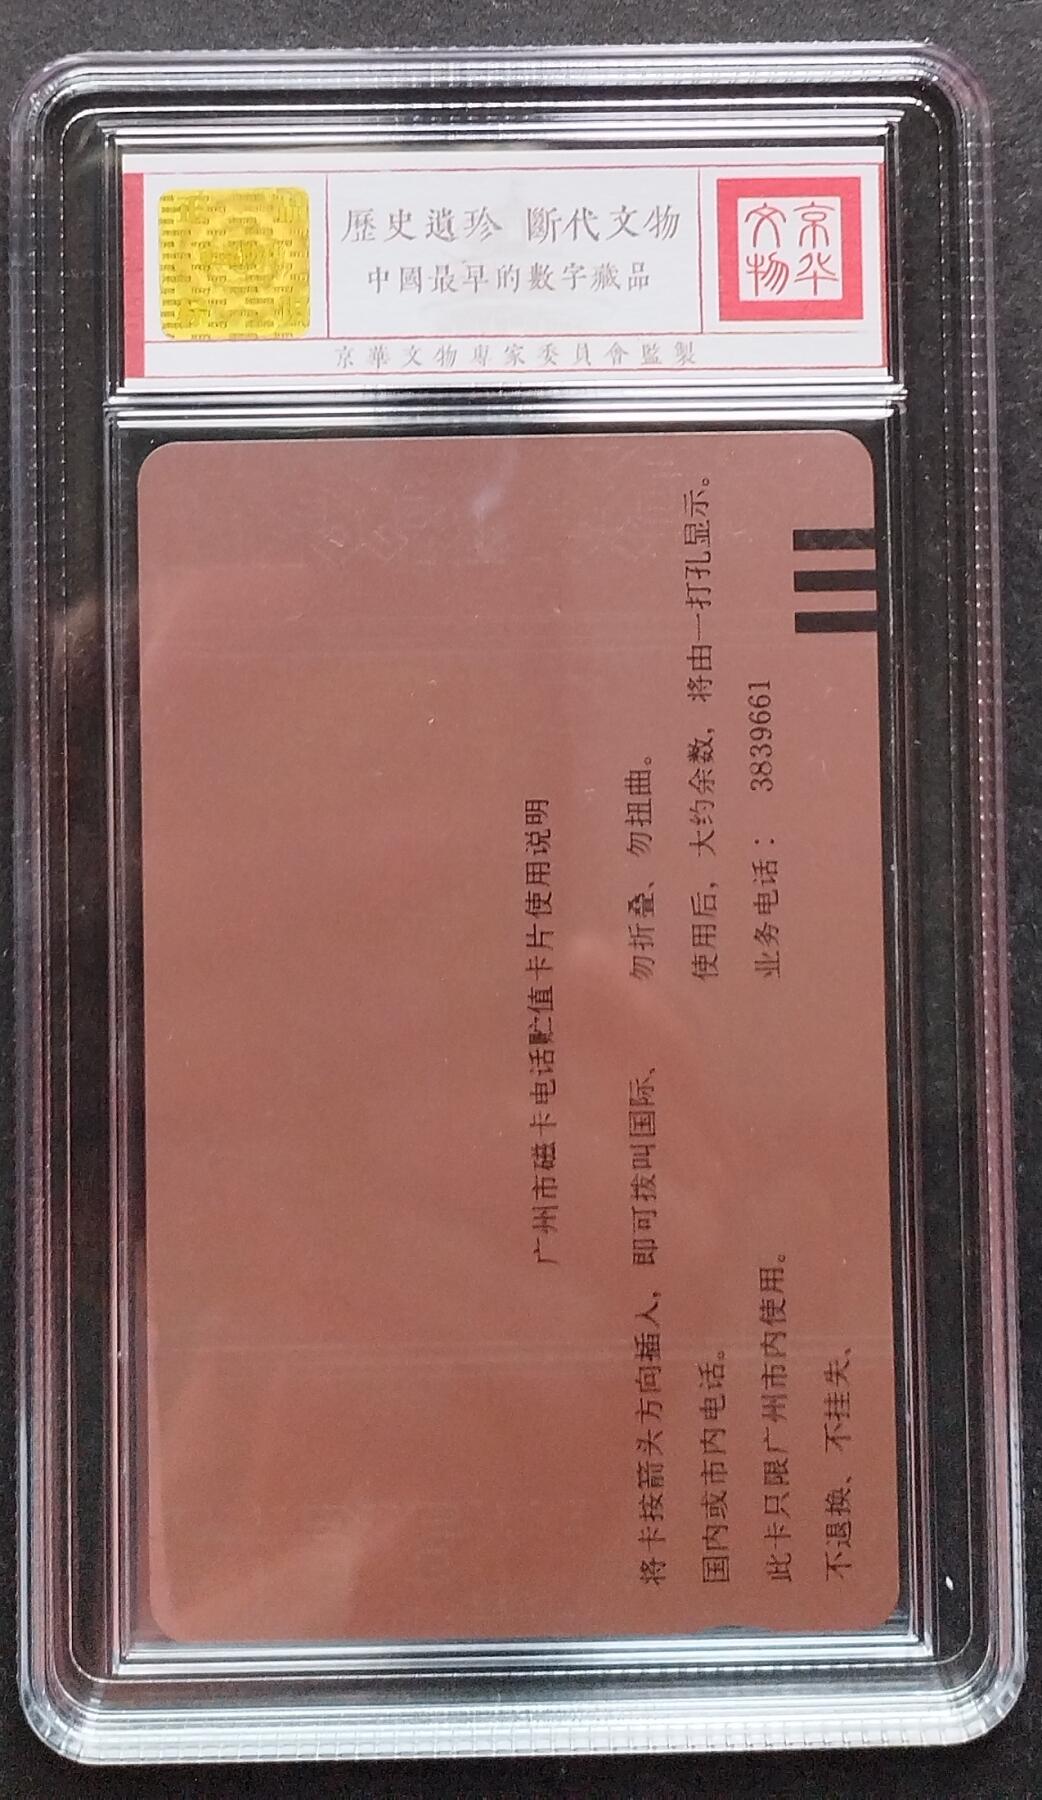 歷史遺珍 斷代文物
中國最早的數字藏品
京華文物專家委員會監製
京华
文物
广州市磁卡电话贮值卡片使用说明
将卡按箭头方向插入，即可拨叫国际、
国内或市内电话。
此卡只限广州市内使用。
不退换、不挂失、
勿折叠、勿扭曲。
使用后，大约余数，将由一打孔显示。
业务电话： 3839661